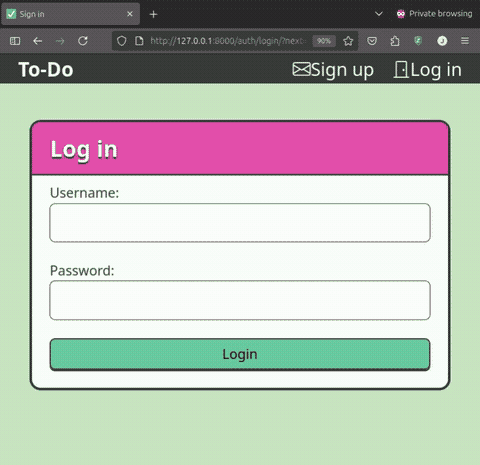 Sign in
Private browsing
http://127.0.0.1:8000/auth/login/?next=
90%
To-Do
Sign up
Log in
Log in
Username:
Password:
Login